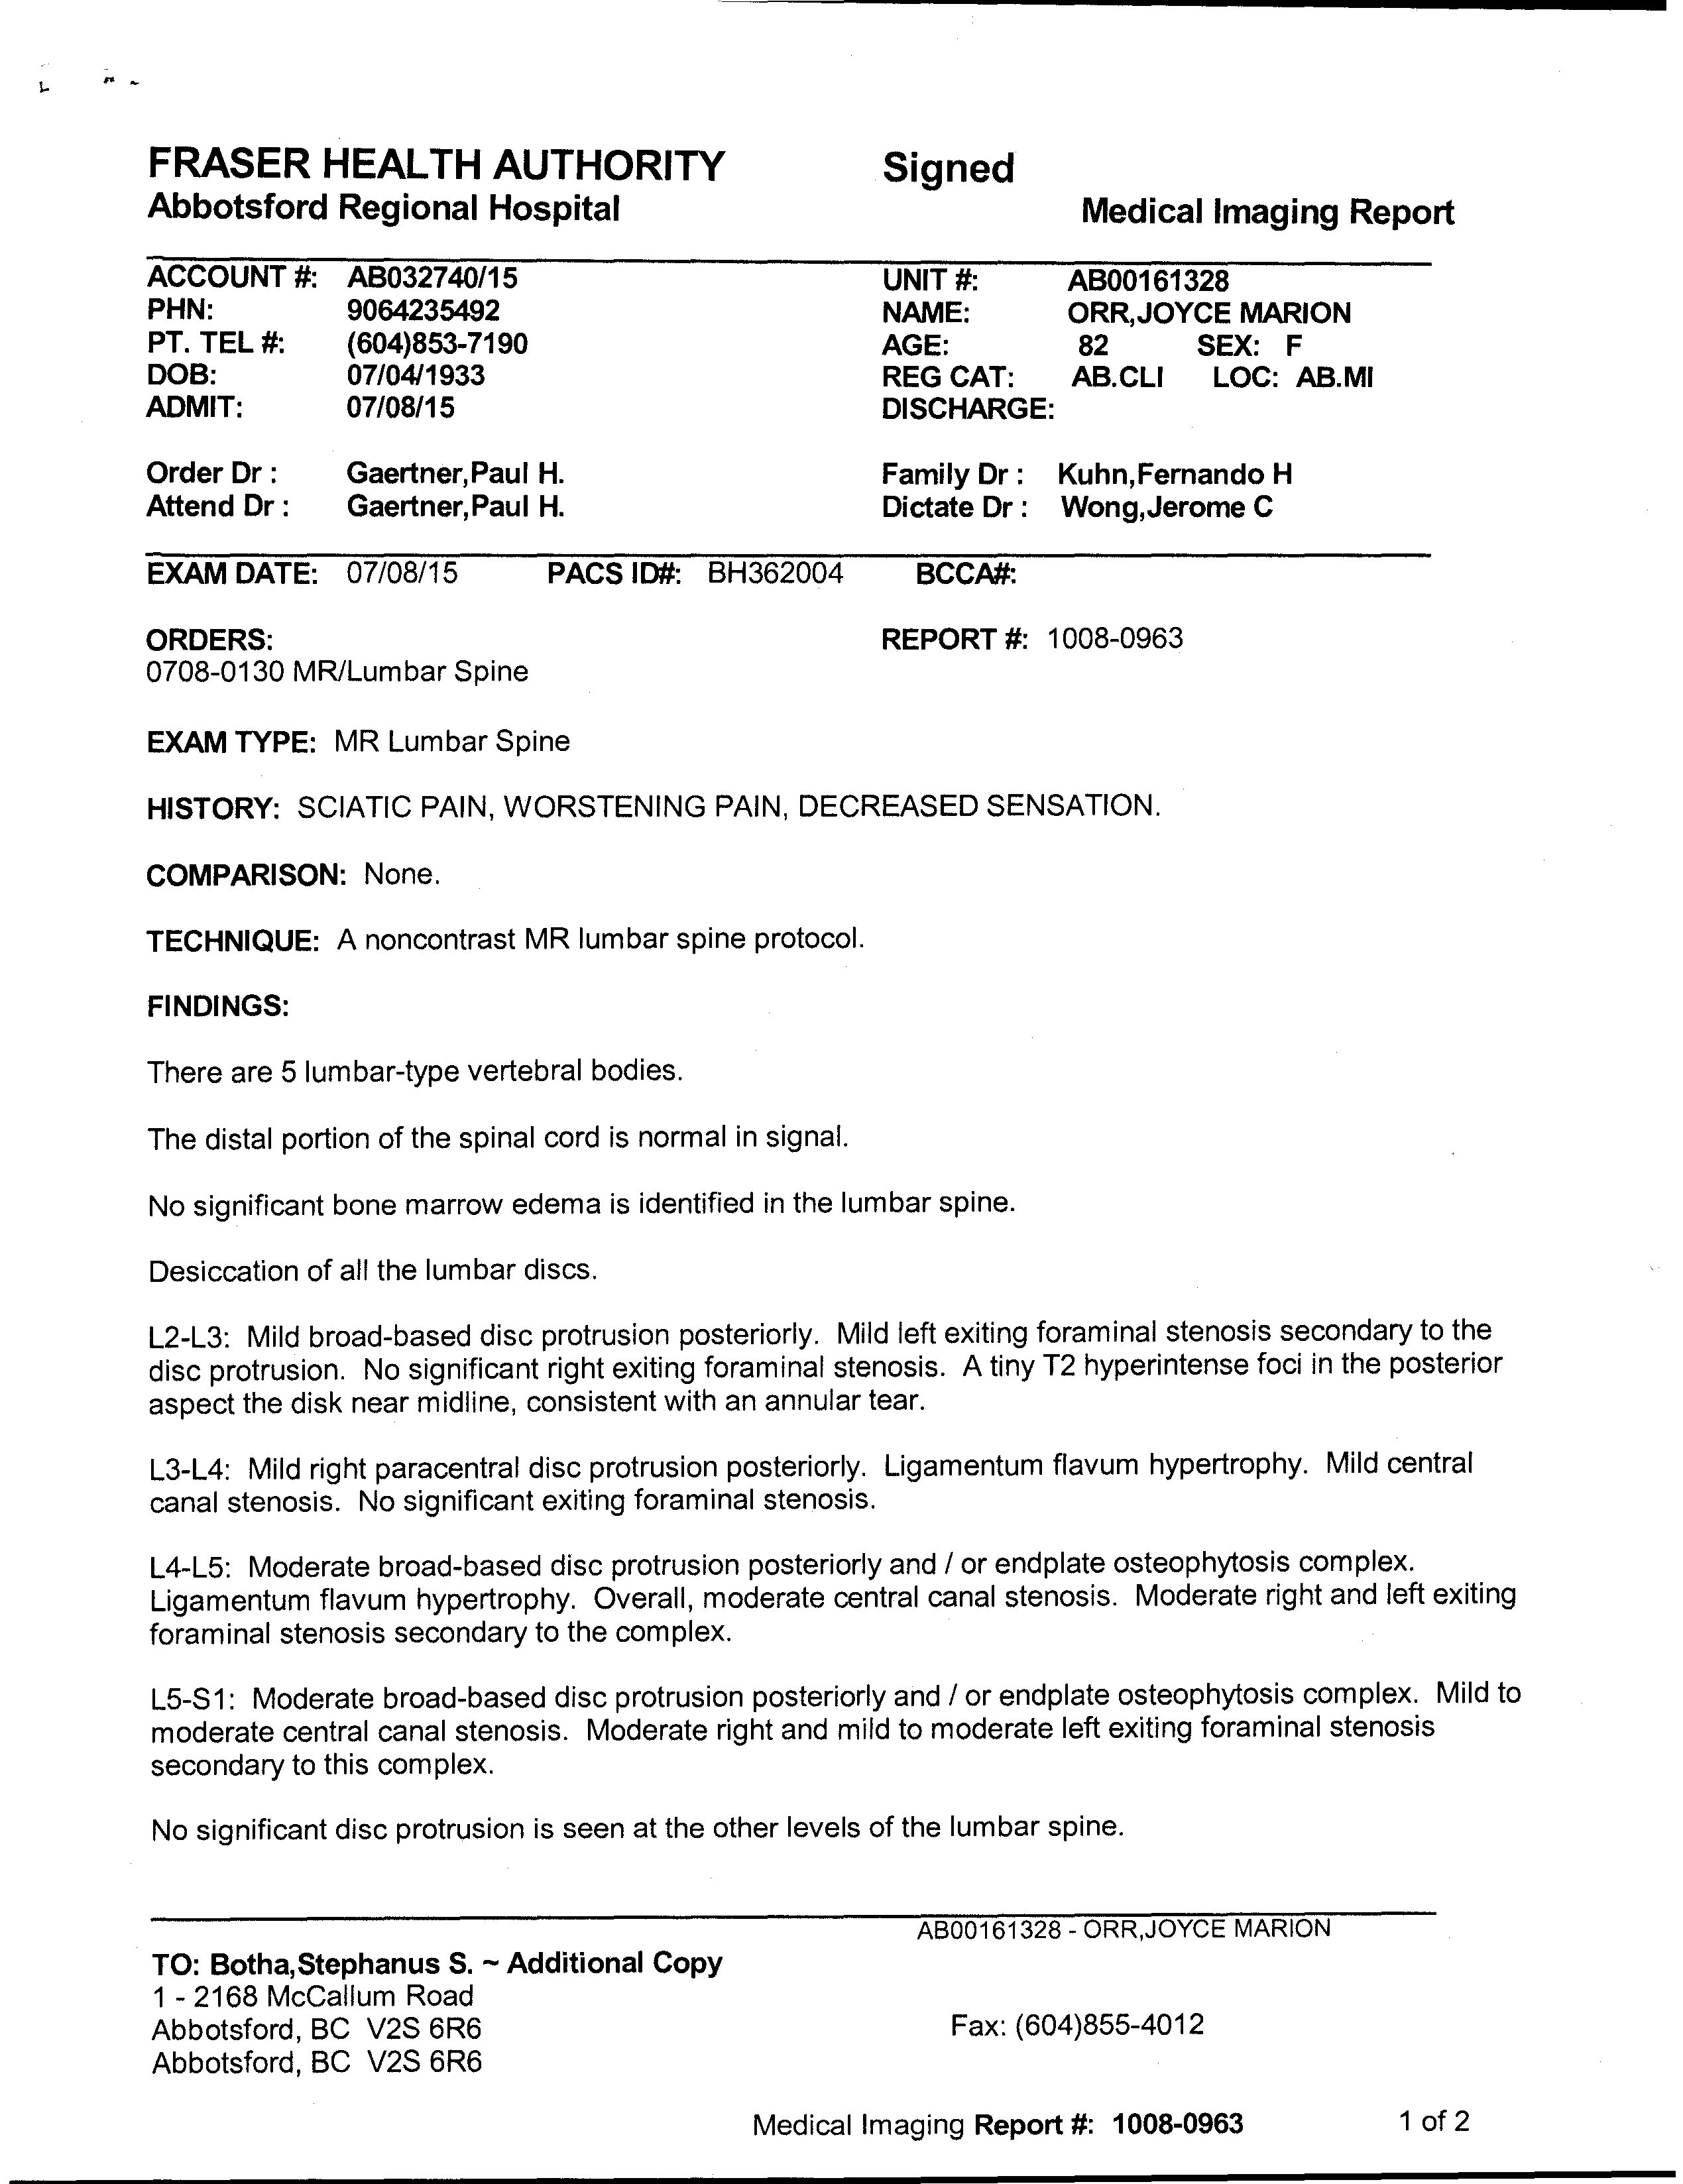 FRASER HEALTH AUTHORITY Signed
Abbotsford Regional Hospital Medical Imaging Report
ACCOUNT #: AB032740/15 UNIT #: AB00161328
PHN: 9064235492 NAME: ORR,JOYCE MARION
PT. TEL #: (604)853-7190 AGE: 82 SEX: F
DOB: 07/04/1933 REG CAT: AB.CLI LOC: AB.MI
ADMIT: 07/08/15 DISCHARGE:
Order Dr : Gaertner,Paul H. Family Dr : Kuhn,Fernando H
Attend Dr : Gaertner,Paul H. Dictate Dr : Wong,Jerome C
EXAM DATE: 07/08/15 PACS ID#: BH362004 BCCA#:
ORDERS: REPORT #: 1008-0963
0708-0130 MR/Lumbar Spine
EXAM TYPE: MR Lumbar Spine
HISTORY: SCIATIC PAIN, WORSTENING PAIN, DECREASED SENSATION.
COMPARISON: None.
TECHNIQUE: A noncontrast MR lumbar spine protocol.
FINDINGS:
There are 5 lumbar-type vertebral bodies.
The distal portion of the spinal cord is normal in signal.
No significant bone marrow edema is identified in the lumbar spine.
Desiccation of all the lumbar discs.
L2-L3: Mild broad-based disc protrusion posteriorly. Mild left exiting foraminal stenosis secondary to the
disc protrusion. No significant right exiting foraminal stenosis. A tiny T2 hyperintense foci in the posterior
aspect the disk near midline, consistent with an annular tear.
L3-L4: Mild right paracentral disc protrusion posteriorly. Ligamentum flavum hypertrophy. Mild central
canal stenosis. No significant exiting foraminal stenosis.
L4-L5: Moderate broad-based disc protrusion posteriorly and / or endplate osteophytosis complex.
Ligamentum flavum hypertrophy. Overall, moderate central canal stenosis. Moderate right and left exiting
foraminal stenosis secondary to the complex.
L5-S1: Moderate broad-based disc protrusion posteriorly and / or endplate osteophytosis complex. Mild to
moderate central canal stenosis. Moderate right and mild to moderate left exiting foraminal stenosis
secondary to this complex.
No significant disc protrusion is seen at the other levels of the lumbar spine.
AB00161328 - ORR,JOYCE MARION
TO: Botha,Stephanus S. ~ Additional Copy
1 - 2168 McCallum Road
Abbotsford, BC V2S 6R6 Fax: (604)855-4012
Abbotsford, BC V2S 6R6
Medical Imaging Report #: 1008-0963 1 of 2